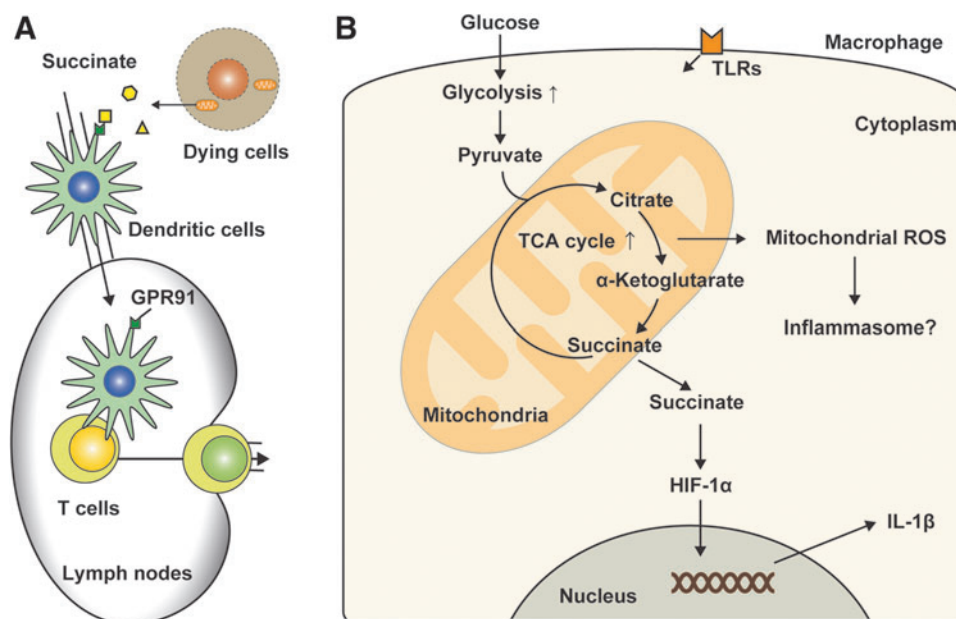 A
Succinate
Dying cells
Dendritic cells
GPR91
T cells
Lymph nodes
B
Glucose
Macrophage
TLRs
Glycolysis ↑
Cytoplasm
Pyruvate
Citrate
TCA cycle ↑
Mitochondrial ROS
α-Ketoglutarate
Inflammasome?
Succinate
Mitochondria
Succinate
HIF-1α
IL-1β
Nucleus